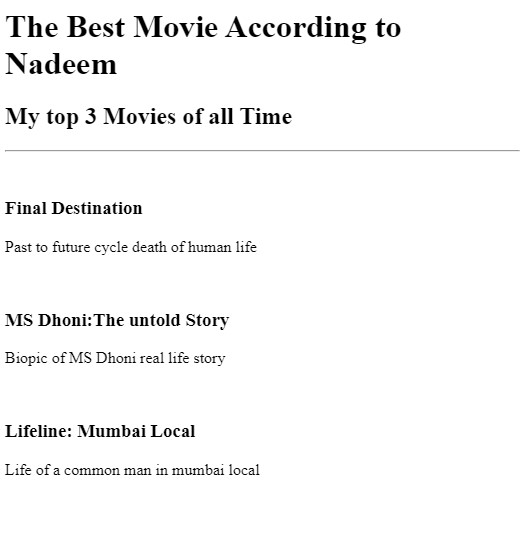 The Best Movie According to
Nadeem
My top 3 Movies of all Time
Final Destination
Past to future cycle death of human life
MS Dhoni:The untold Story
Biopic of MS Dhoni real life story
Lifeline: Mumbai Local
Life of a common man in mumbai local